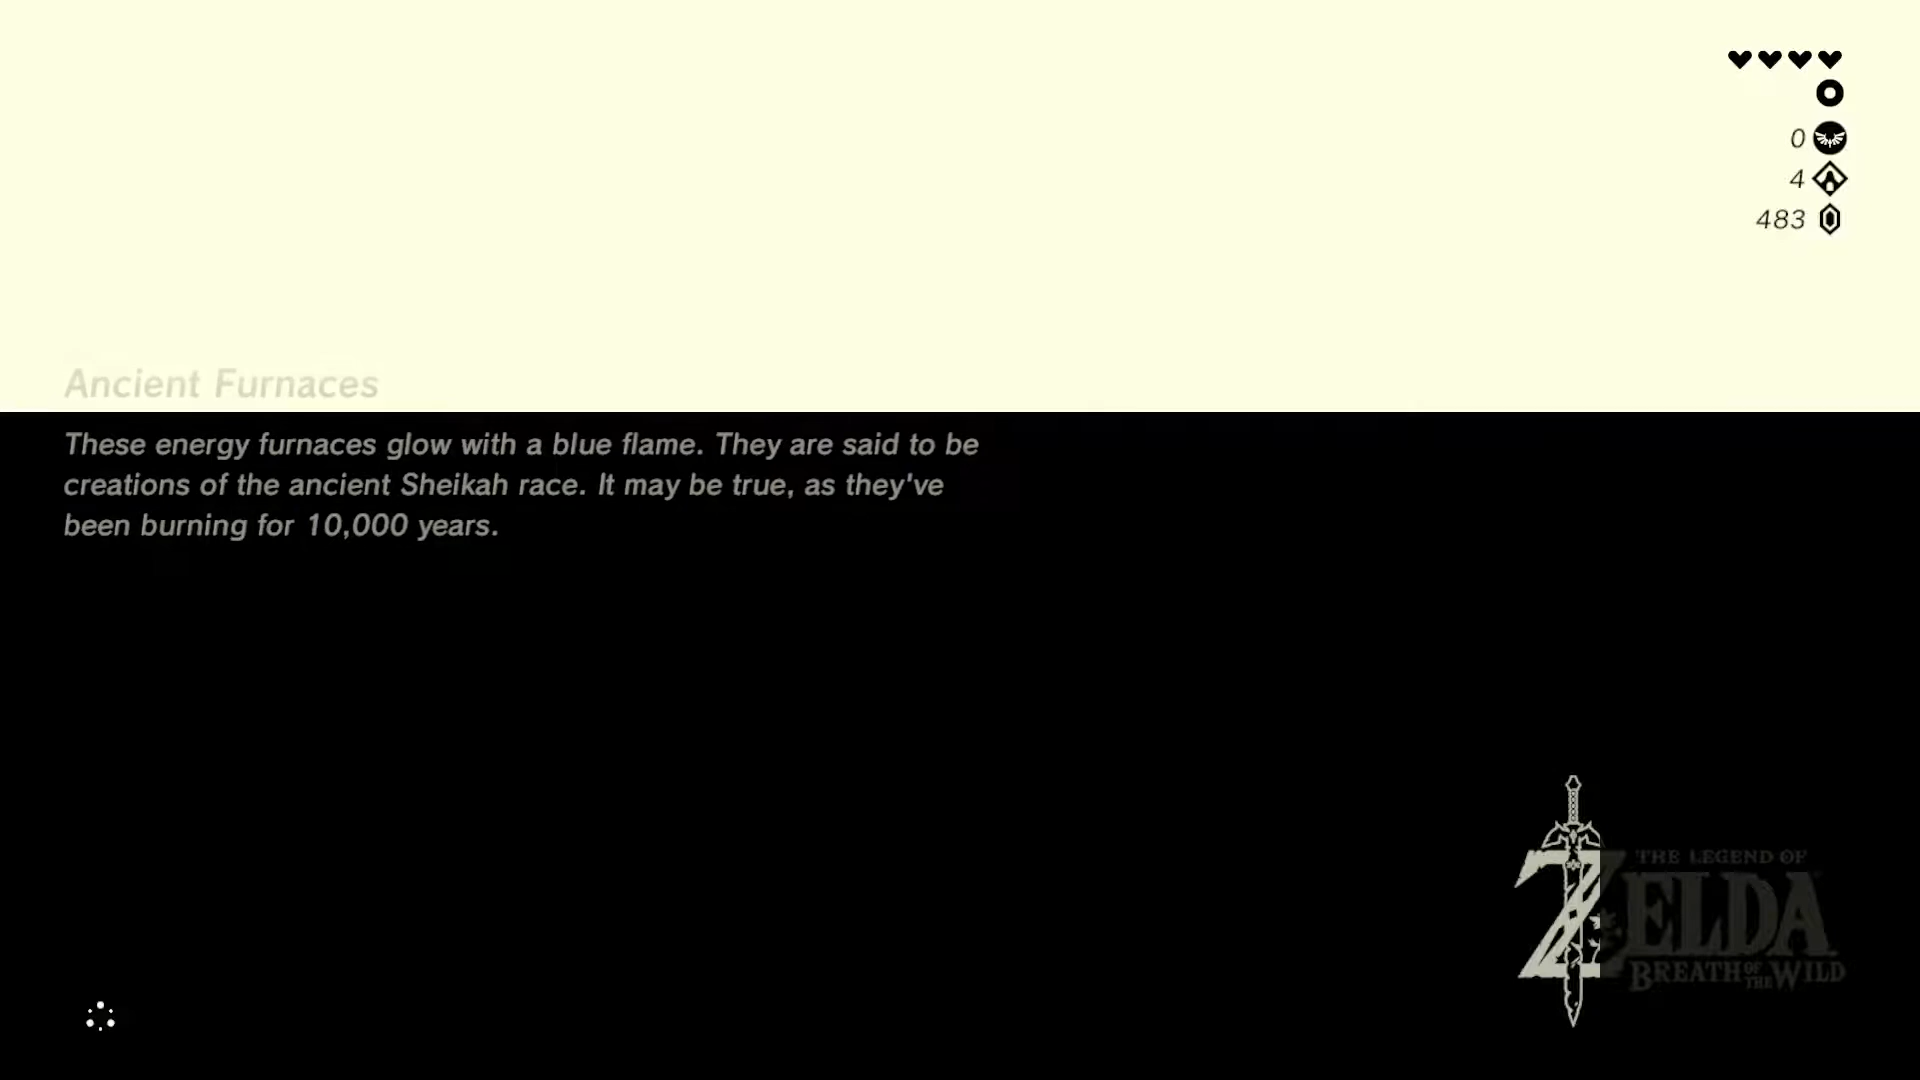 0
4
483
Ancient Furnaces
These energy furnaces glow with a blue flame. They are said to be
creations of the ancient Sheikah race. It may be true, as they've
been burning for 10,000 years.
THE LEGEND OF
ZELDA
BREATH OF THE WILD